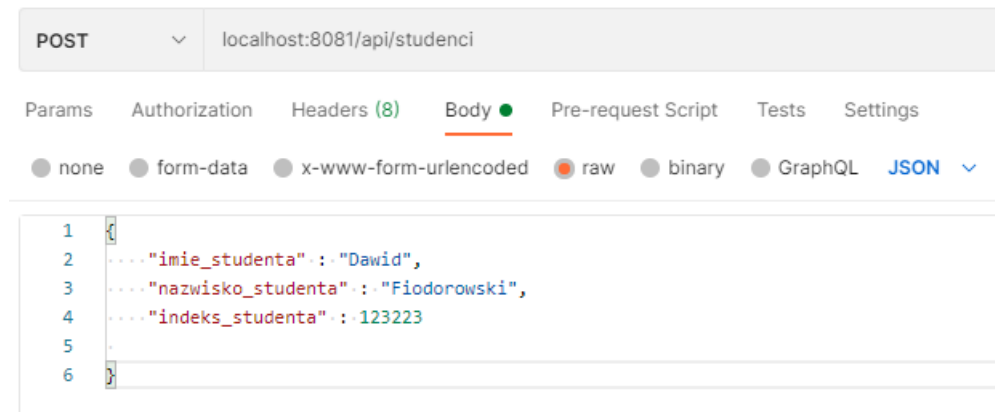 POST localhost:8081/api/studenci
Params Authorization Headers (8) Body Pre-request Script Tests Settings
none form-data x-www-form-urlencoded raw binary GraphQL JSON
1 {
2 "imie_studenta" : "Dawid",
3 "nazwisko_studenta" : "Fiodorowski",
4 "indeks_studenta" : 123223
5
6 }